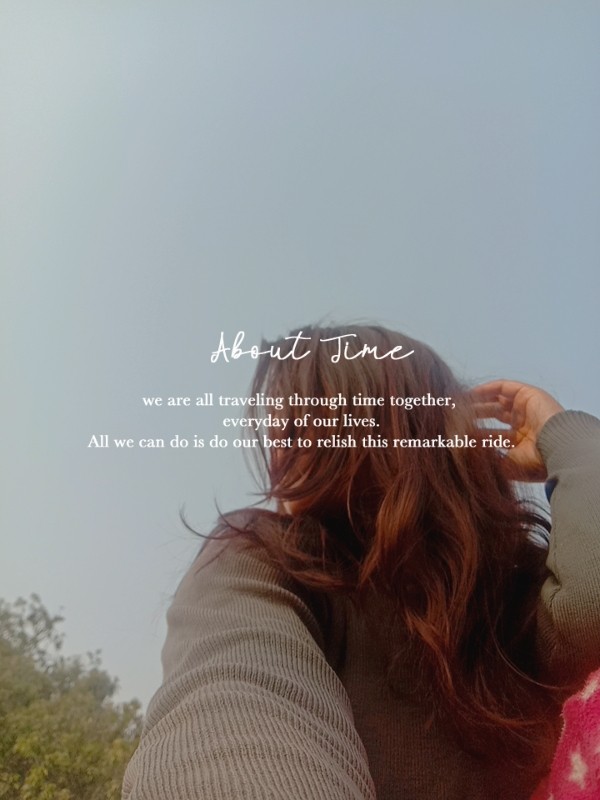 About Time
we are all traveling through time together,
everyday of our lives.
All we can do is do our best to relish this remarkable ride.